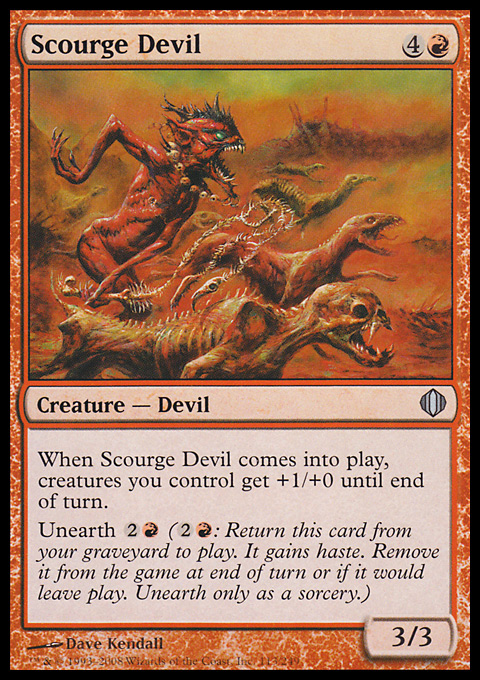 Scourge Devil 4
Creature — Devil
When Scourge Devil comes into play,
creatures you control get +1/+0 until end
of turn.
Unearth 2 (2 : Return this card from
your graveyard to play. It gains haste. Remove
it from the game at end of turn or if it would
leave play. Unearth only as a sorcery.)
Dave Kendall
3/3
™ & © 1993-2008 Wizards of the Coast, Inc. /249